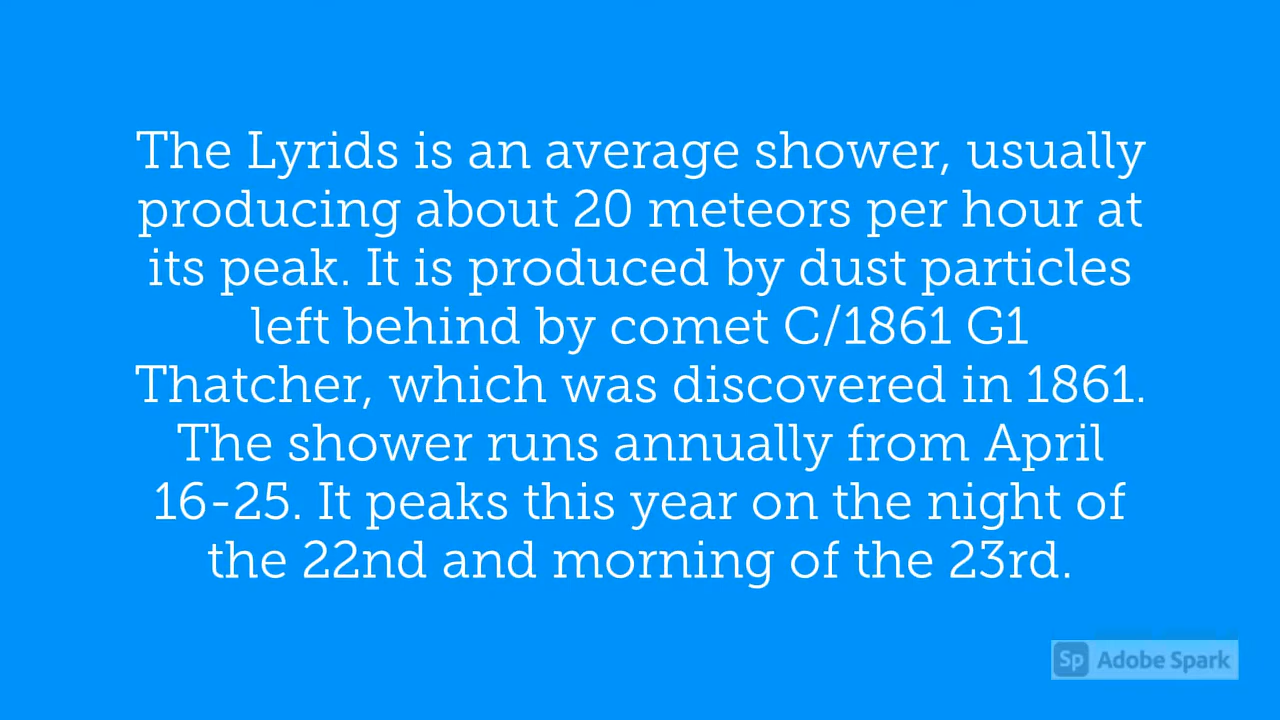 The Lyrids is an average shower, usually
producing about 20 meteors per hour at
its peak. It is produced by dust particles
left behind by comet C/1861 G1
Thatcher, which was discovered in 1861.
The shower runs annually from April
16-25. It peaks this year on the night of
the 22nd and morning of the 23rd.
Sp Adobe Spark